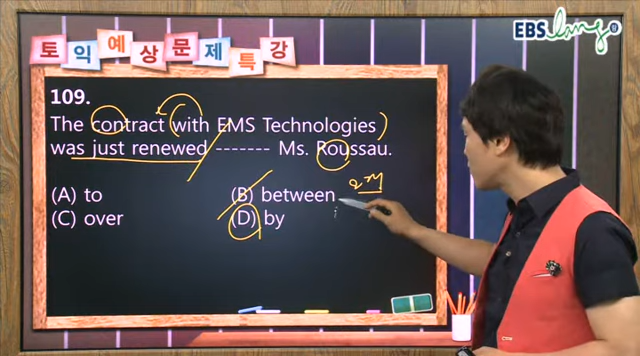 토익예상문제특강
EBS lang
109.
The contract with EMS Technologies
was just renewed ------- Ms. Roussau.
(A) to
(B) between
(C) over
(D) by